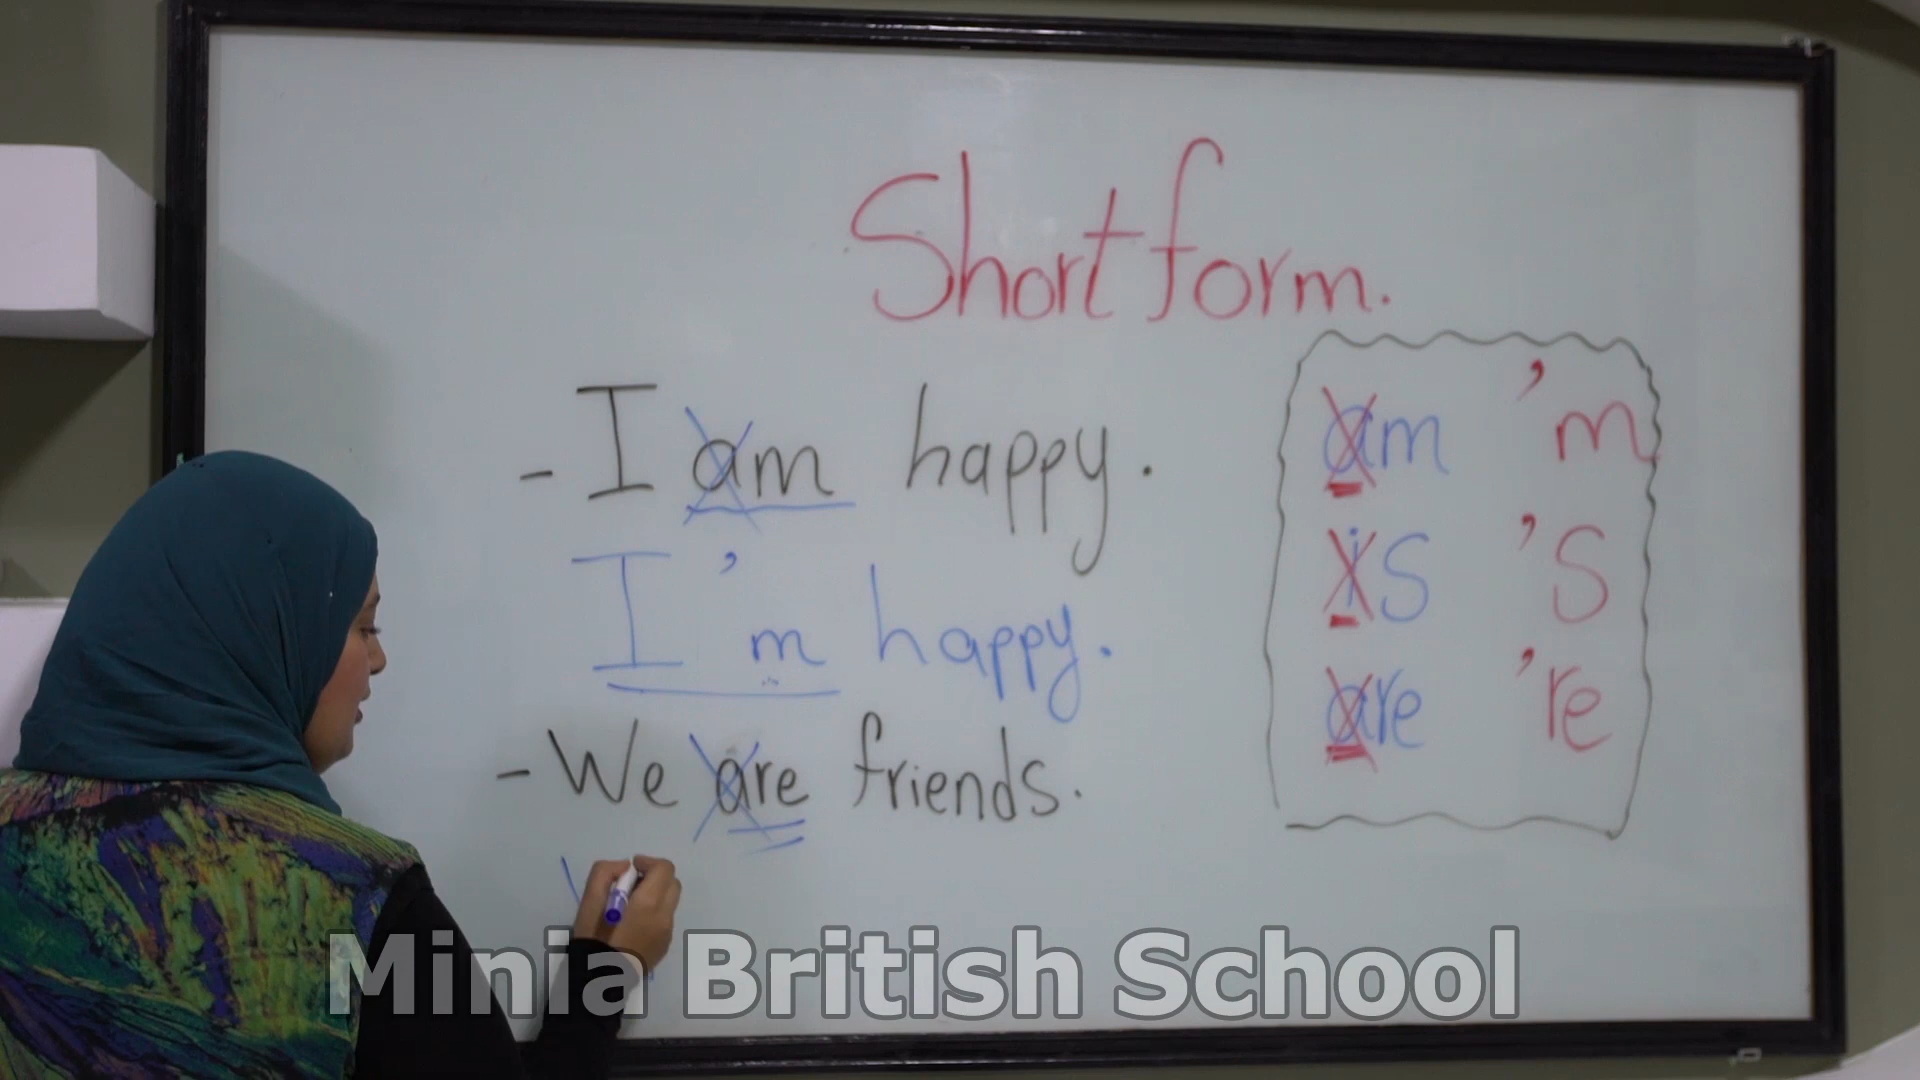 Short form.
- I am happy.
I'm happy.
- We are friends.
am 'm
is 's
are 're
Minia British School